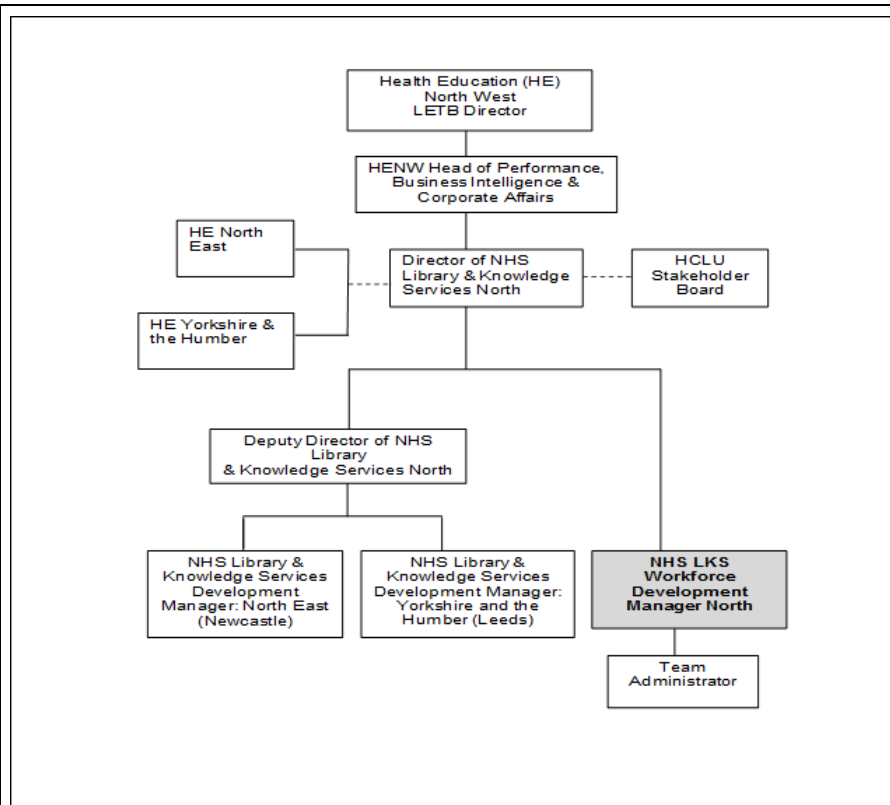 Health Education (HE)
North West
LETB Director
HENW Head of Performance,
Business Intelligence &
Corporate Affairs
HE North
East
Director of NHS
Library & Knowledge
Services North
HCLU
Stakeholder
Board
HE Yorkshire &
the Humber
Deputy Director of NHS
Library
& Knowledge Services North
NHS Library &
Knowledge Services
Development
Manager: North East
(Newcastle)
NHS Library &
Knowledge Services
Development Manager:
Yorkshire and the
Humber (Leeds)
NHS LKS
Workforce
Development
Manager North
Team
Administrator